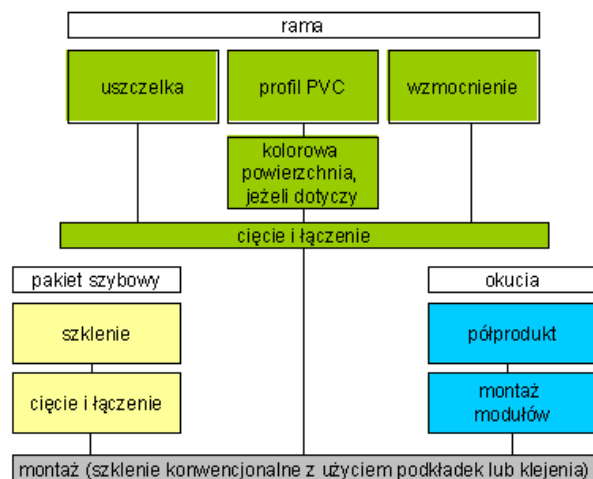 rama
uszczelka
profil PVC
wzmocnienie
kolorowa
powierzchnia,
jeżeli dotyczy
cięcie i łączenie
pakiet szybowy
okucia
szklenie
półprodukt
cięcie i łączenie
montaż
modułów
montaż (szklenie konwencjonalne z użyciem podkładek lub klejenia)